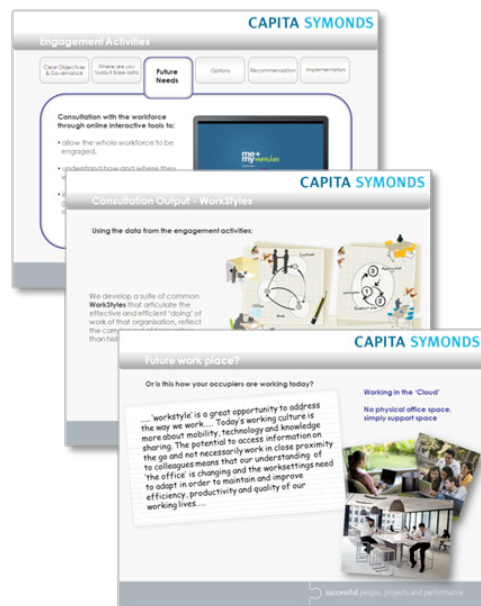 CAPITA SYMONDS
Engagement Activities
Clear Objectives
& Governance
Where are you
today? Base data
Future
Needs
Options
Recommendation
Implementation
Consultation with the workforce
through online interactive tools to:
• allow the whole workforce to be
engaged,
• understand how and where they
me+
my workplace
CAPITA SYMONDS
Consultation Output - WorkStyles
Using the data from the engagement activities:
We develop a suite of common
WorkStyles that articulate the
effective and efficient 'doing' of
work of that organisation, reflect
than
CAPITA SYMONDS
Future work place?
Or is this how your occupiers are working today?
..... 'workstyle' is a great opportunity to address
the way we work..... Today's working culture is
more about mobility, technology and knowledge
sharing. The potential to access information on
the go and not necessarily work in close proximity
to colleagues means that our understanding of
'the office' is changing and the worksettings need
to adapt in order to maintain and improve
efficiency, productivity and quality of our
working lives.....
Working in the 'Cloud'
No physical office space,
simply support space
successful people, projects and performance